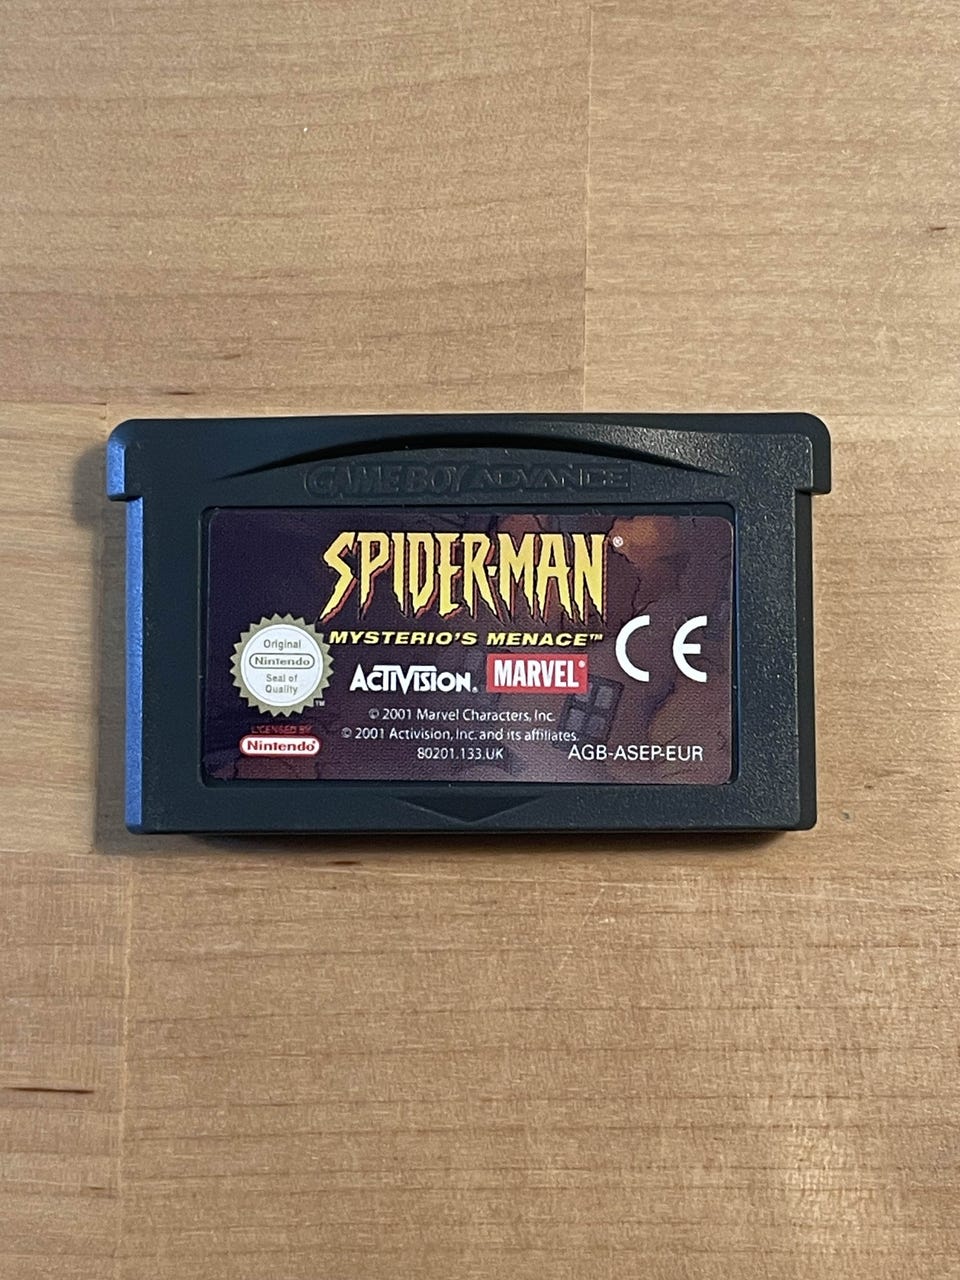 GAME BOY ADVANCE
SPIDER-MAN®
MYSTERIO'S MENACE™
Original
Nintendo
Seal of
Quality
™
ACTIVISION®
MARVEL®
CE
© 2001 Marvel Characters, Inc.
© 2001 Activision, Inc. and its affiliates.
80201.133.UK
LICENSED BY
Nintendo®
AGB-ASEP-EUR